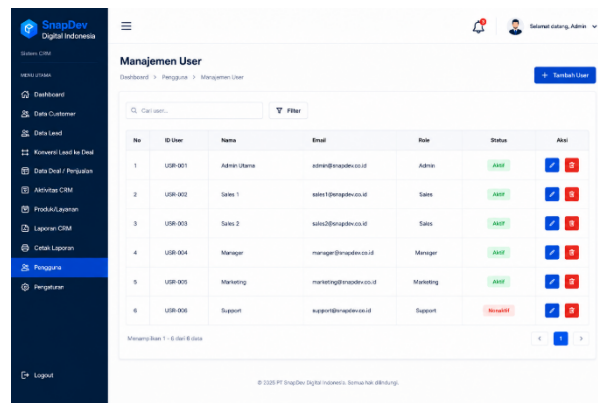 SnapDev
Digital Indonesia
Sistem CRM
MENU UTAMA
Dashboard
Data Customer
Data Lead
Konversi Lead ke Deal
Data Deal / Penjualan
Aktivitas CRM
Produk/Layanan
Laporan CRM
Cetak Laporan
Pengguna
Pengaturan
Logout
Selamat datang, Admin
Manajemen User
Dashboard > Pengguna > Manajemen User
+ Tambah User
Cari user...
Filter
No ID User Nama Email Role Status Aksi
1 USR-001 Admin Utama admin@snapdev.co.id Admin Aktif
2 USR-002 Sales 1 sales1@snapdev.co.id Sales Aktif
3 USR-003 Sales 2 sales2@snapdev.co.id Sales Aktif
4 USR-004 Manager manager@snapdev.co.id Manager Aktif
5 USR-005 Marketing marketing@snapdev.co.id Marketing Aktif
6 USR-006 Support support@snapdev.co.id Support Nonaktif
Menampilkan 1 - 6 dari 6 data
< 1 >
© 2025 PT SnapDev Digital Indonesia. Semua hak dilindungi.